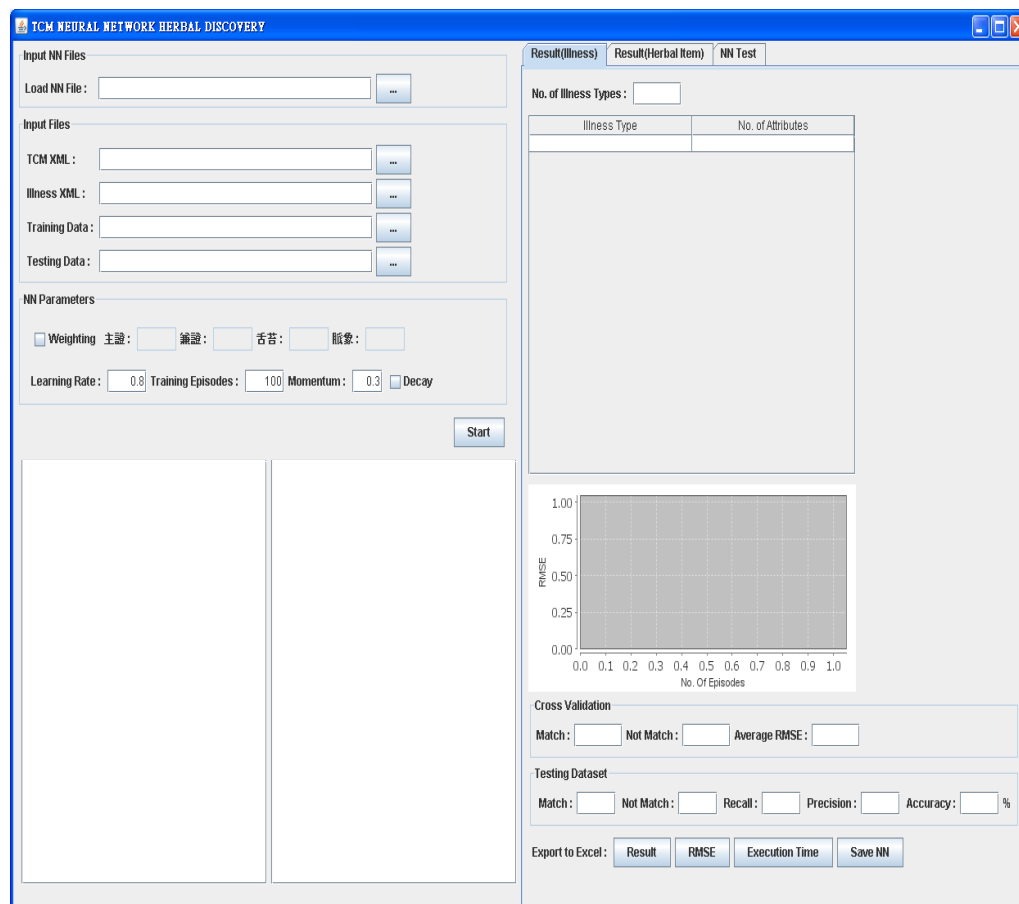 TCM NEURAL NETWORK HERBAL DISCOVERY
Input NN Files
Load NN File :
...
Input Files
TCM XML :
...
Illness XML :
...
Training Data :
...
Testing Data :
...
NN Parameters
Weighting 主證 : 兼證 : 舌苔 : 脈象 :
Learning Rate : 0.8 Training Episodes : 100 Momentum : 0.3 Decay
Start
Result(Illness) Result(Herbal Item) NN Test
No. of Illness Types :
Illness Type No. of Attributes
1.00
0.75
0.50
0.25
0.00
RMSE
0.0 0.1 0.2 0.3 0.4 0.5 0.6 0.7 0.8 0.9 1.0
No. Of Episodes
Cross Validation
Match : Not Match : Average RMSE :
Testing Dataset
Match : Not Match : Recall : Precision : Accuracy : %
Export to Excel : Result RMSE Execution Time Save NN